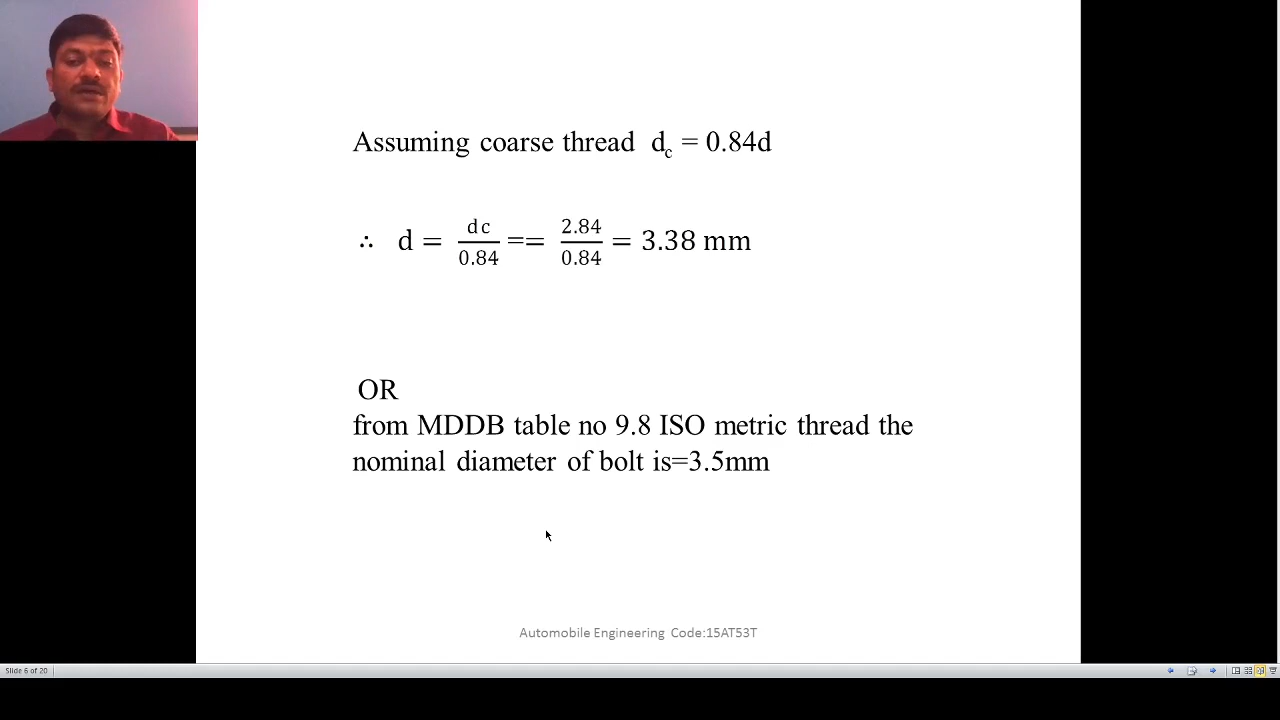 Assuming coarse thread dc = 0.84d
∴ d = dc/0.84 == 2.84/0.84 = 3.38 mm
OR
from MDDB table no 9.8 ISO metric thread the
nominal diameter of bolt is=3.5mm
Automobile Engineering Code:15AT53T
Slide 6 of 20